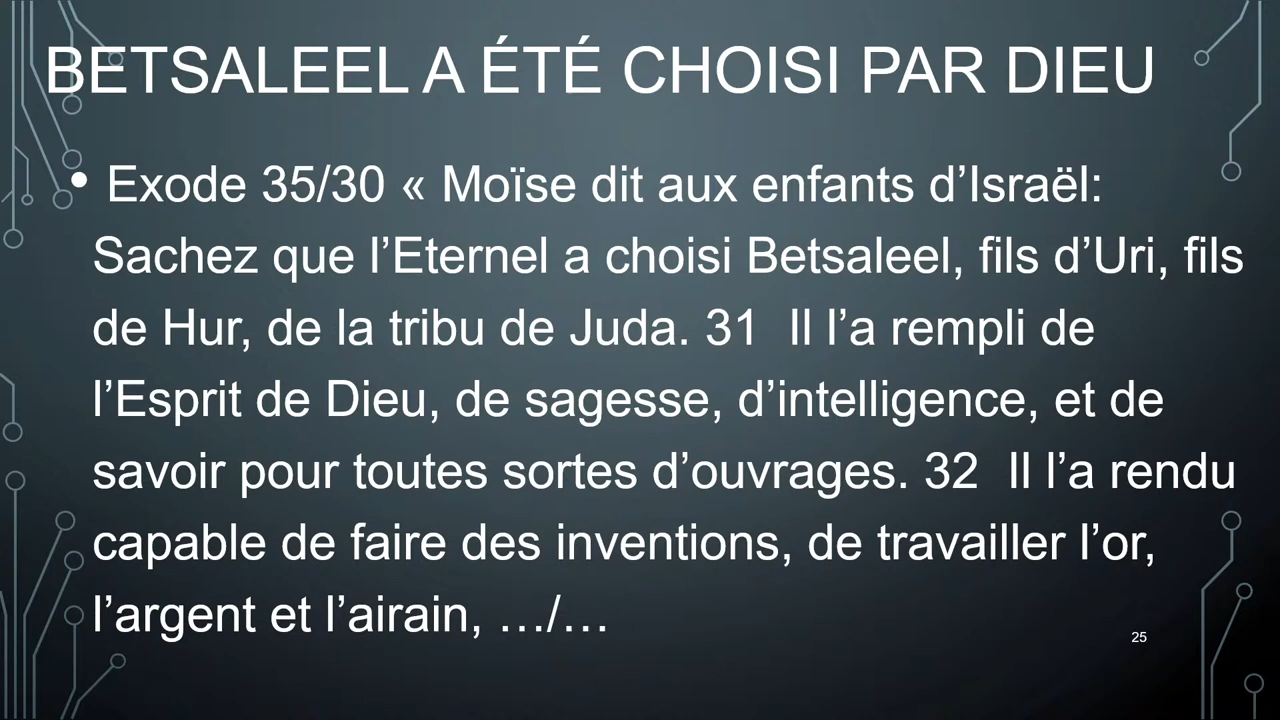 BETSALEEL A ÉTÉ CHOISI PAR DIEU
• Exode 35/30 « Moïse dit aux enfants d’Israël:
Sachez que l’Eternel a choisi Betsaleel, fils d’Uri, fils
de Hur, de la tribu de Juda. 31  Il l’a rempli de
l’Esprit de Dieu, de sagesse, d’intelligence, et de
savoir pour toutes sortes d’ouvrages. 32  Il l’a rendu
capable de faire des inventions, de travailler l’or,
l’argent et l’airain, …/…
25